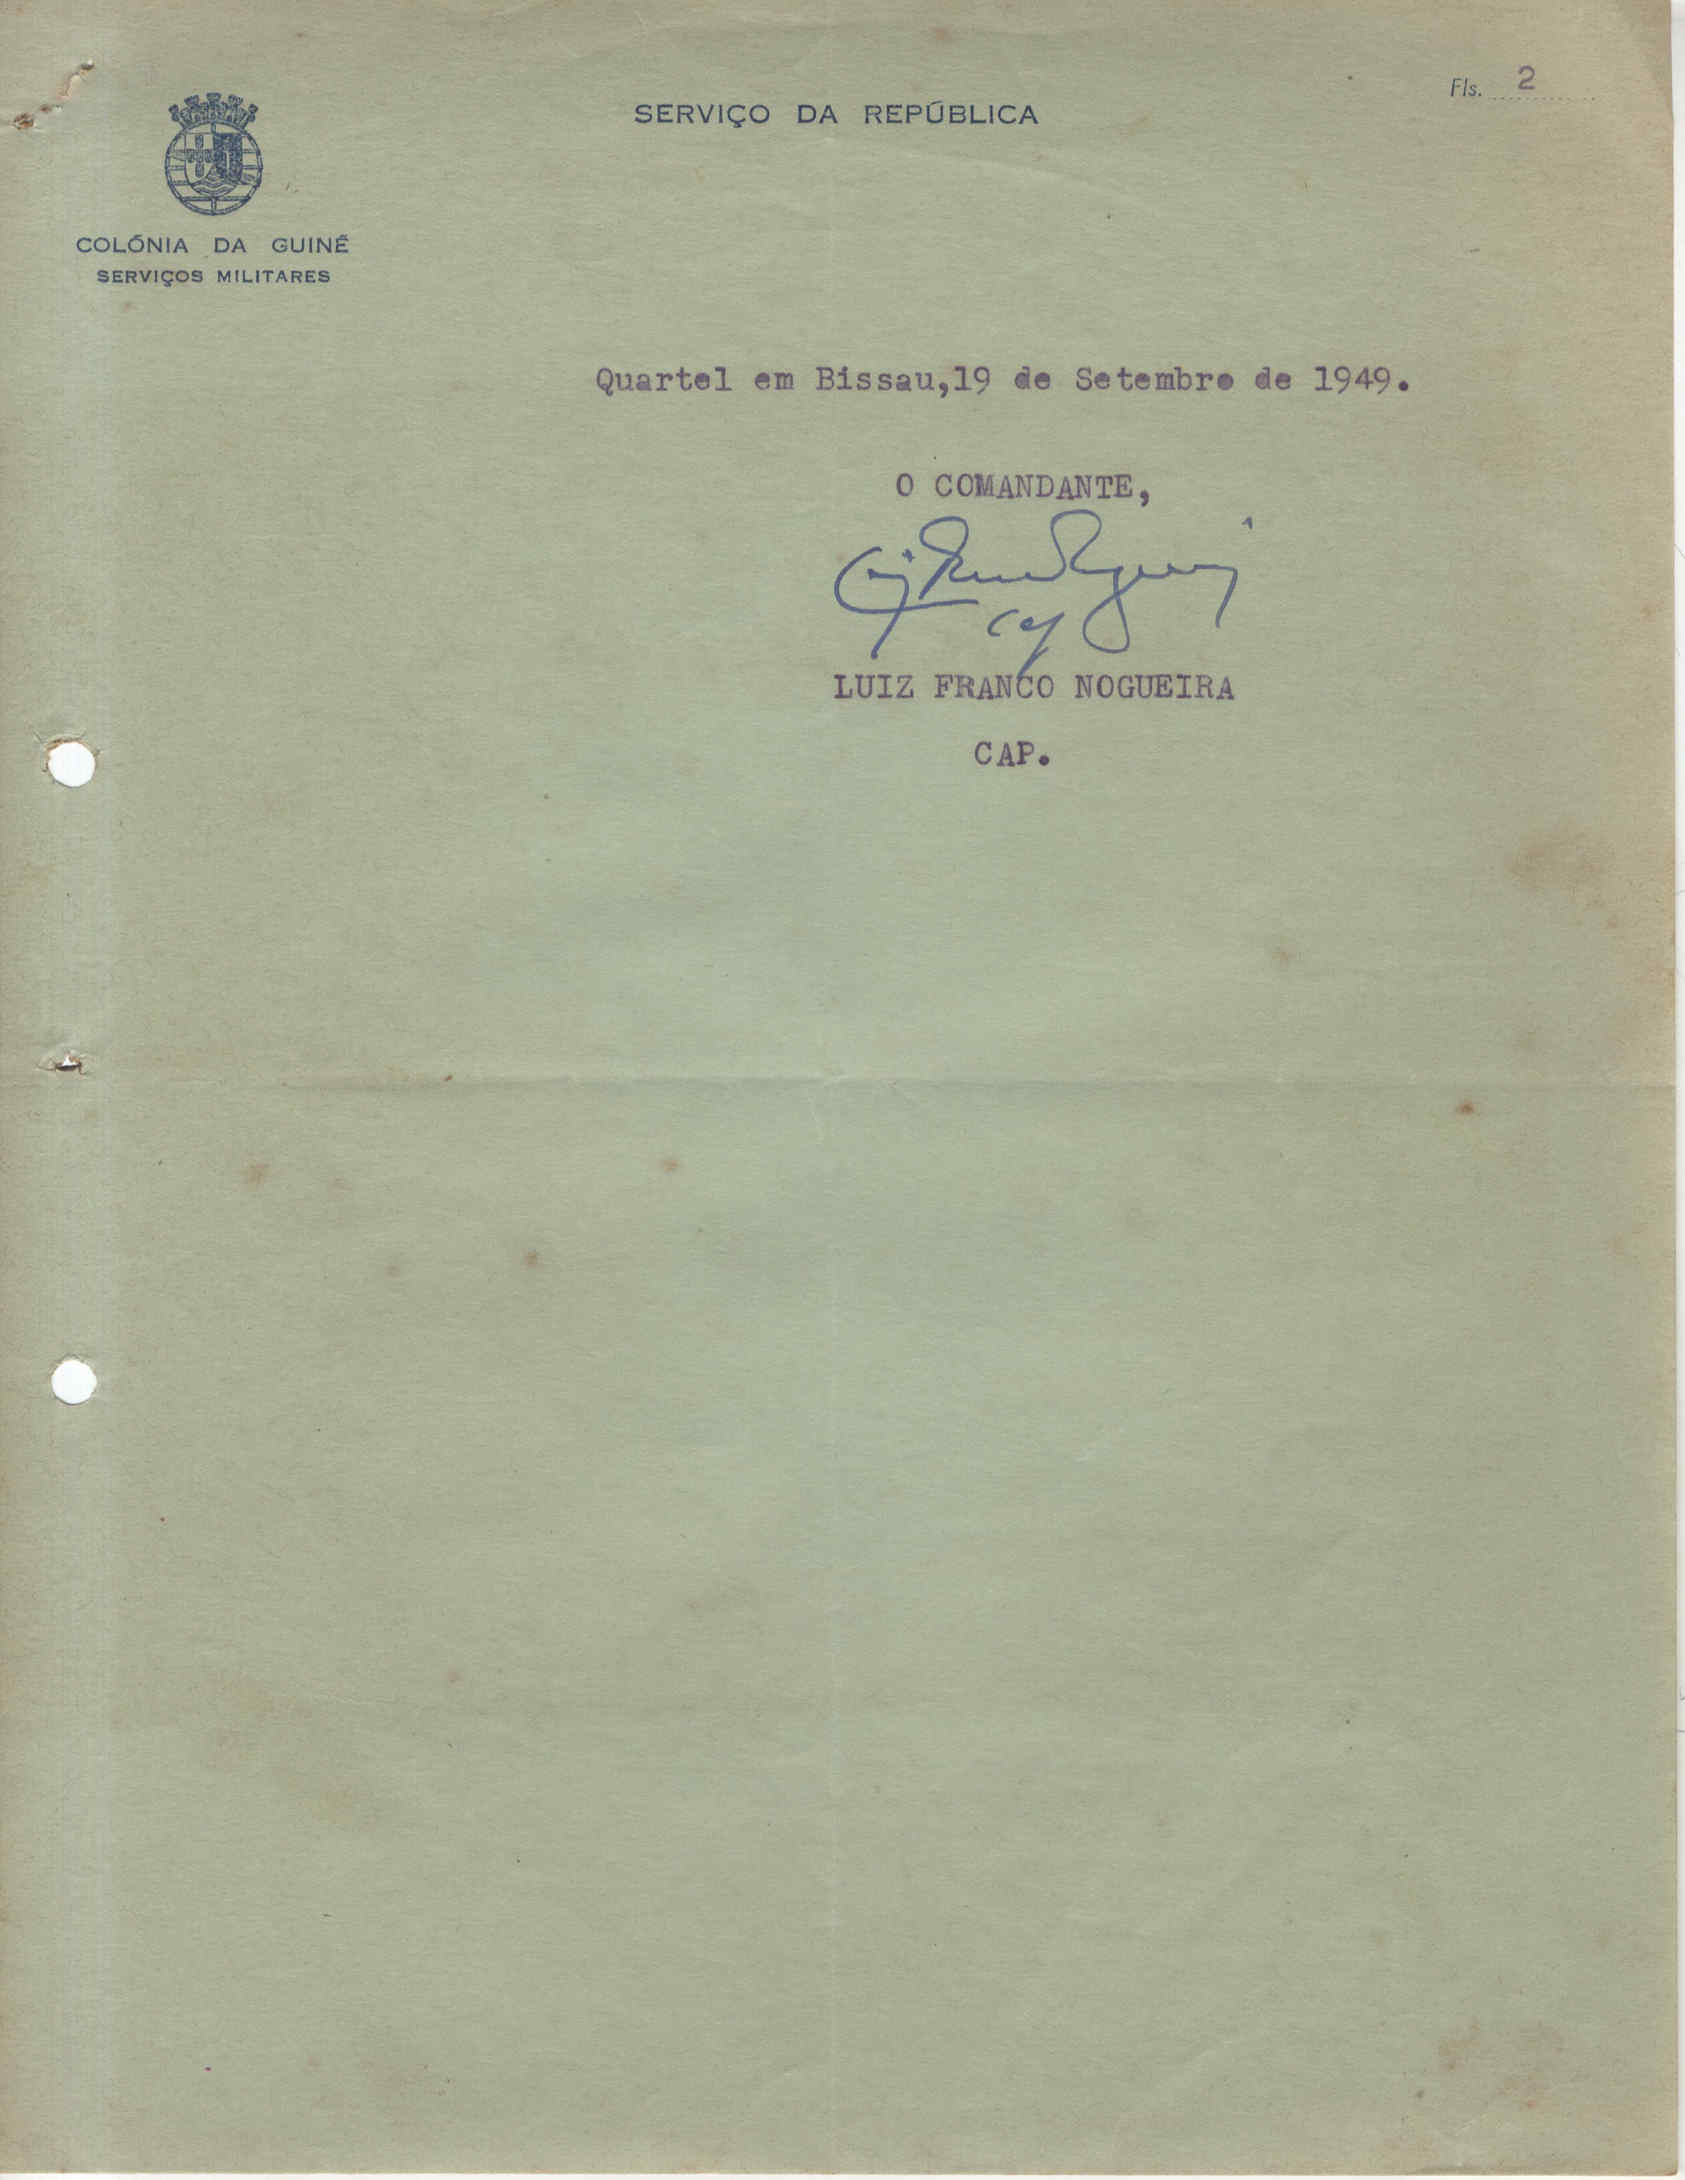 Fls. 2
SERVIÇO DA REPÚBLICA
COLÓNIA DA GUINÉ
SERVIÇOS MILITARES
Quartel em Bissau,19 de Setembro de 1949.
O COMANDANTE,
LUIZ FRANCO NOGUEIRA
CAP.